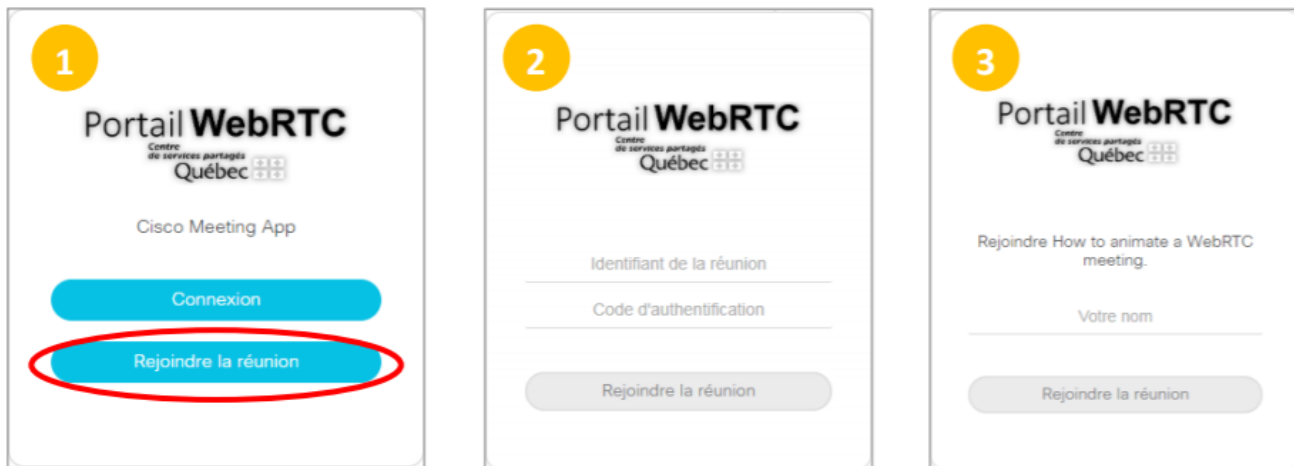 1
Portail WebRTC
Centre
de services partagés
Québec
Cisco Meeting App
Connexion
Rejoindre la réunion
2
Portail WebRTC
Centre
de services partagés
Québec
Identifiant de la réunion
Code d'authentification
Rejoindre la réunion
3
Portail WebRTC
Centre
de services partagés
Québec
Rejoindre How to animate a WebRTC
meeting.
Votre nom
Rejoindre la réunion